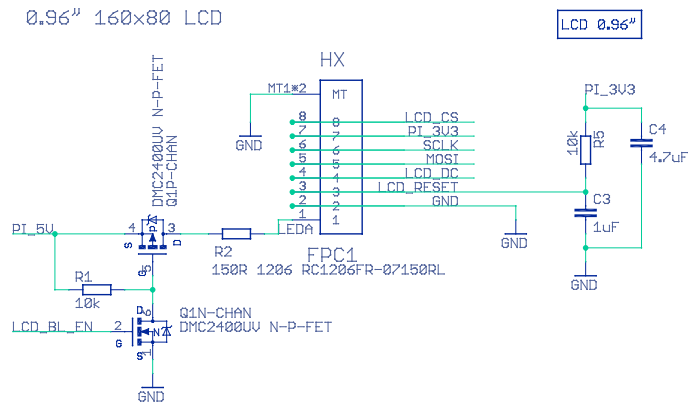 0.96” 160x80 LCD
LCD 0.96”
HX
MT1*2
MT
GND
8 8 LCD_CS
7 7 PI_3V3
6 6 SCLK
5 5 MOSI
4 4 LCD_DC
3 3 LCD_RESET
2 2 GND
1 1
LEDA
FPC1
GND
PI_3V3
10k
R5
C4
4.7uF
C3
1uF
GND
DMC2400UV N-P-FET
Q1P-CHAN
PI_5V
4 P 3
S D
G 5
R2
150R 1206 RC1206FR-07150RL
R1
10k
Q1N-CHAN
DMC2400UV N-P-FET
LCD_BL_EN
D 6
2 N
G
S 1
GND